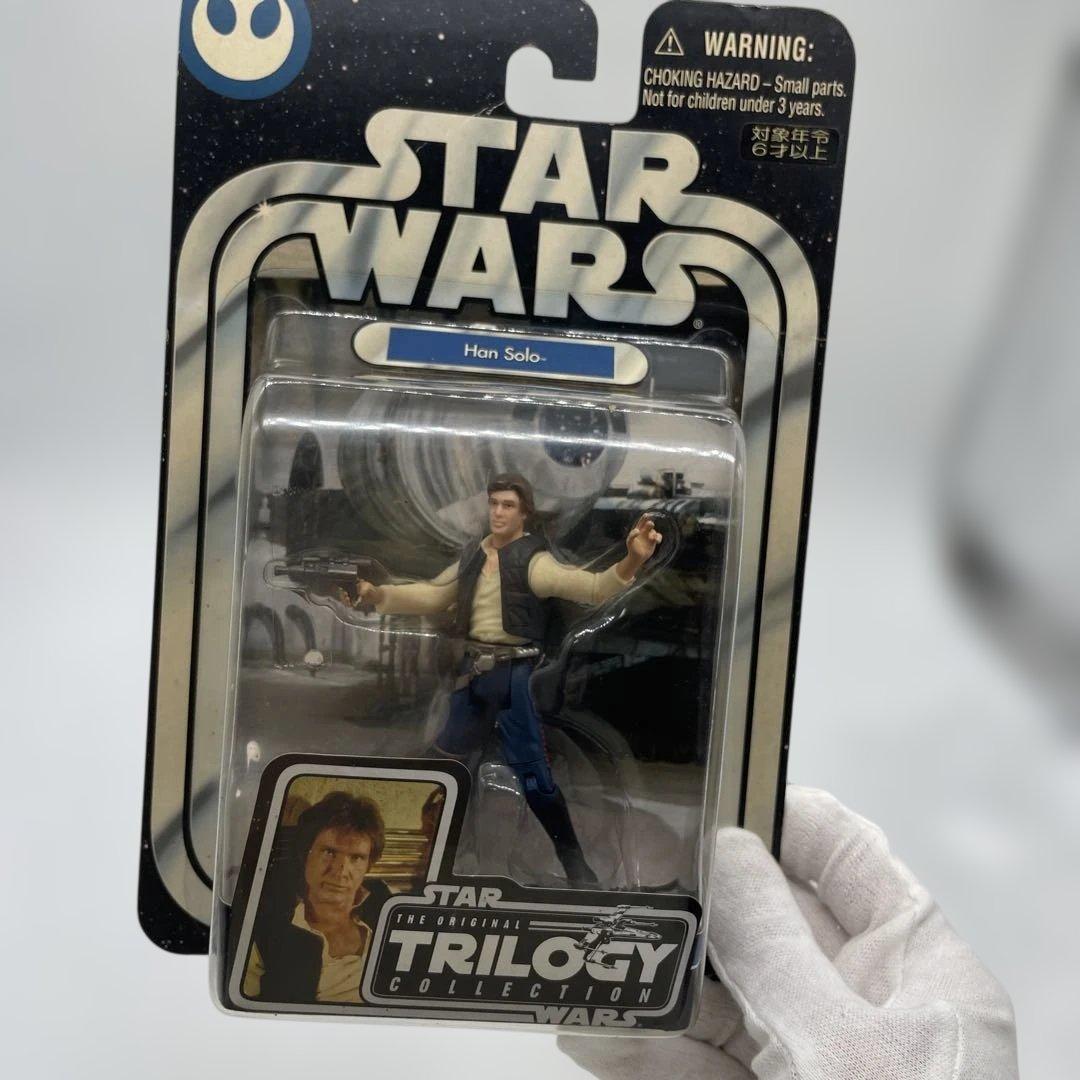 ⚠ WARNING:
CHOKING HAZARD – Small parts.
Not for children under 3 years.
対象年令
6才以上
STAR
WARS®
Han Solo™
STAR
THE ORIGINAL
TRILOGY
COLLECTION
WARS